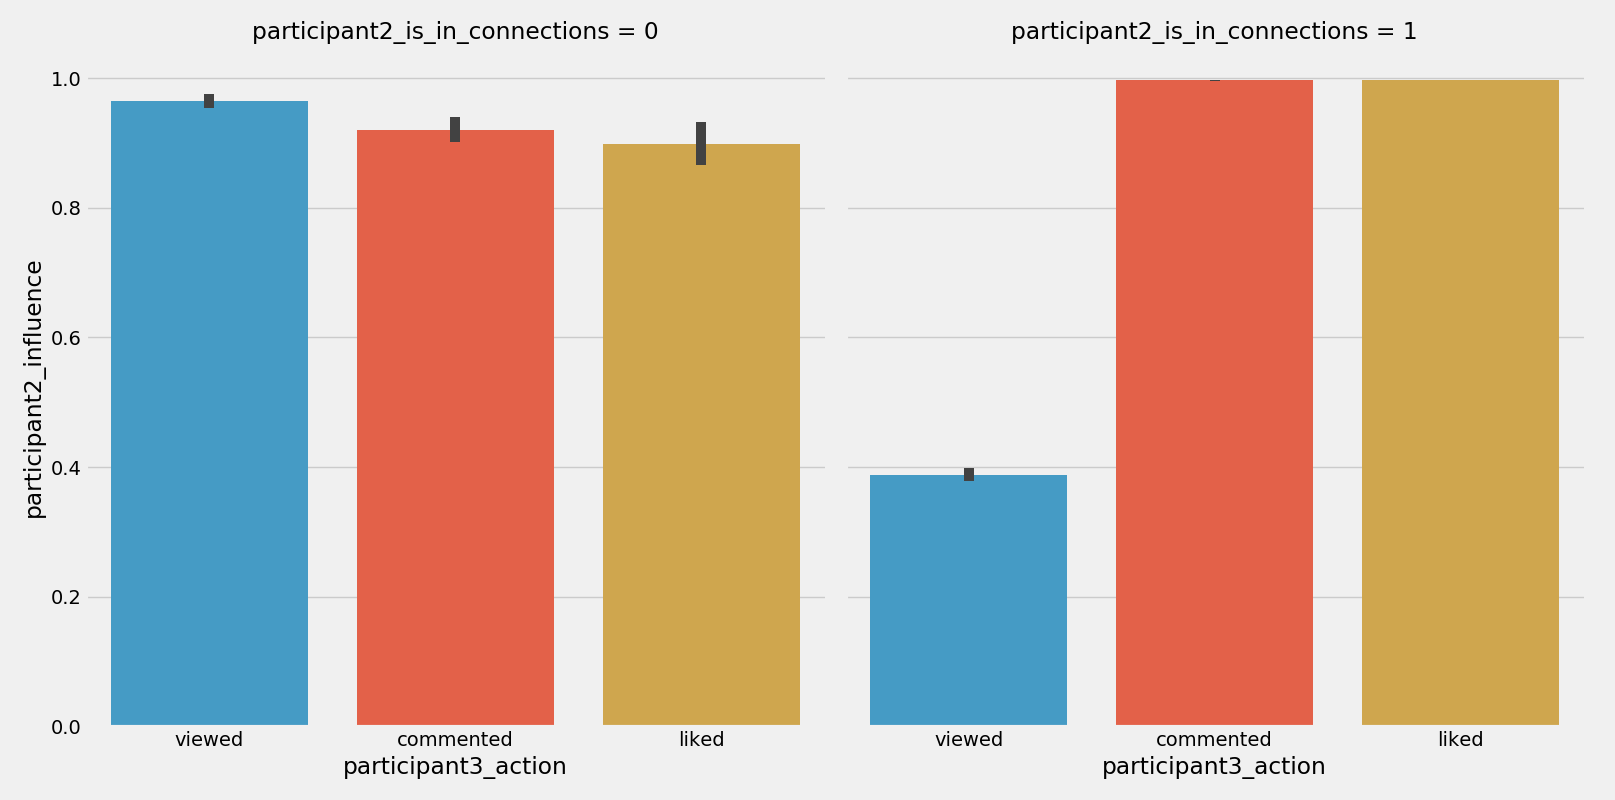 participant2_is_in_connections = 0
participant2_is_in_connections = 1
participant2_influence
1.0
0.8
0.6
0.4
0.2
0.0
viewed commented liked
viewed commented liked
participant3_action
participant3_action